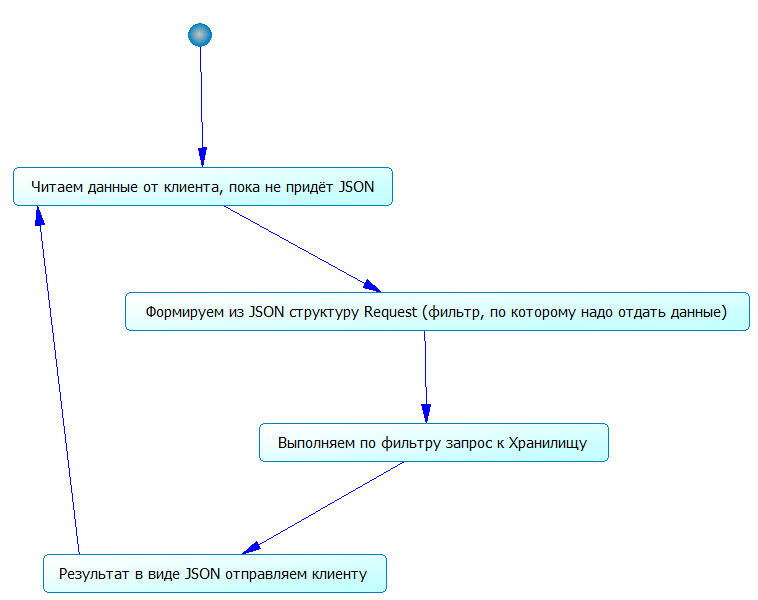 Читаем данные от клиента, пока не придёт JSON
Формируем из JSON структуру Request (фильтр, по которому надо отдать данные)
Выполняем по фильтру запрос к Хранилищу
Результат в виде JSON отправляем клиенту